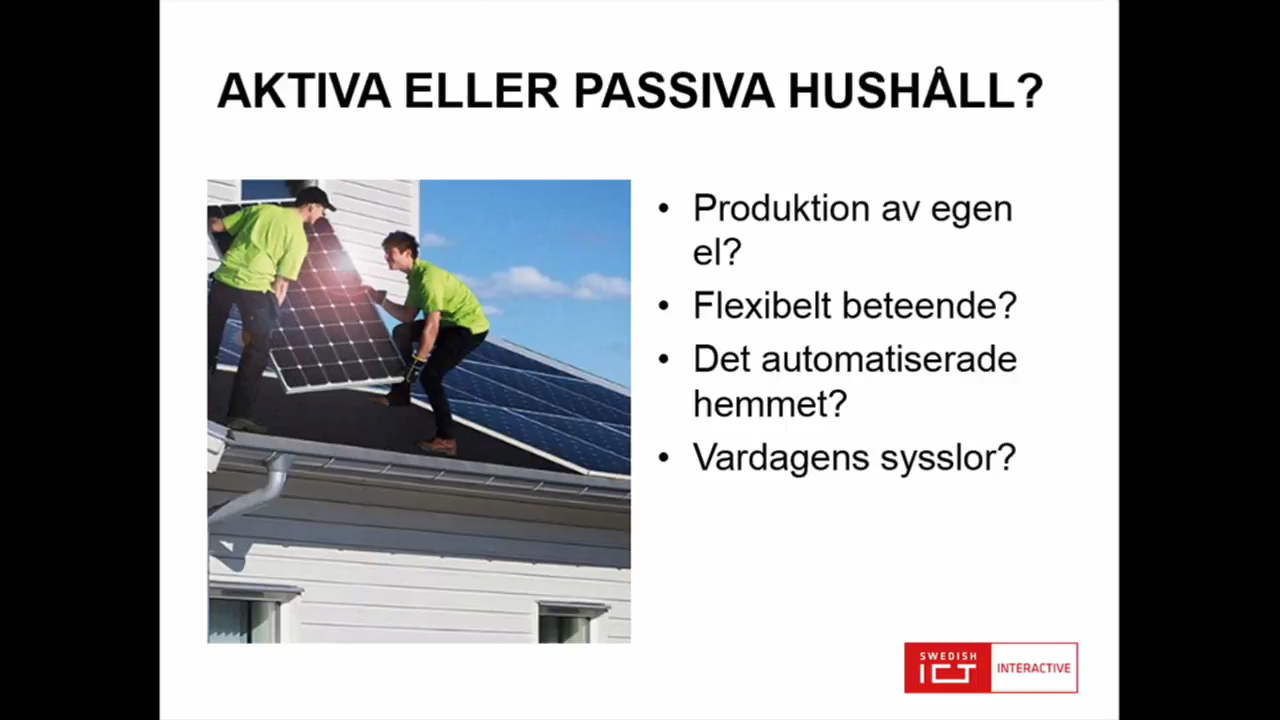 AKTIVA ELLER PASSIVA HUSHÅLL?
• Produktion av egen
el?
• Flexibelt beteende?
• Det automatiserade
hemmet?
• Vardagens sysslor?
SWEDISH
ICT
INTERACTIVE